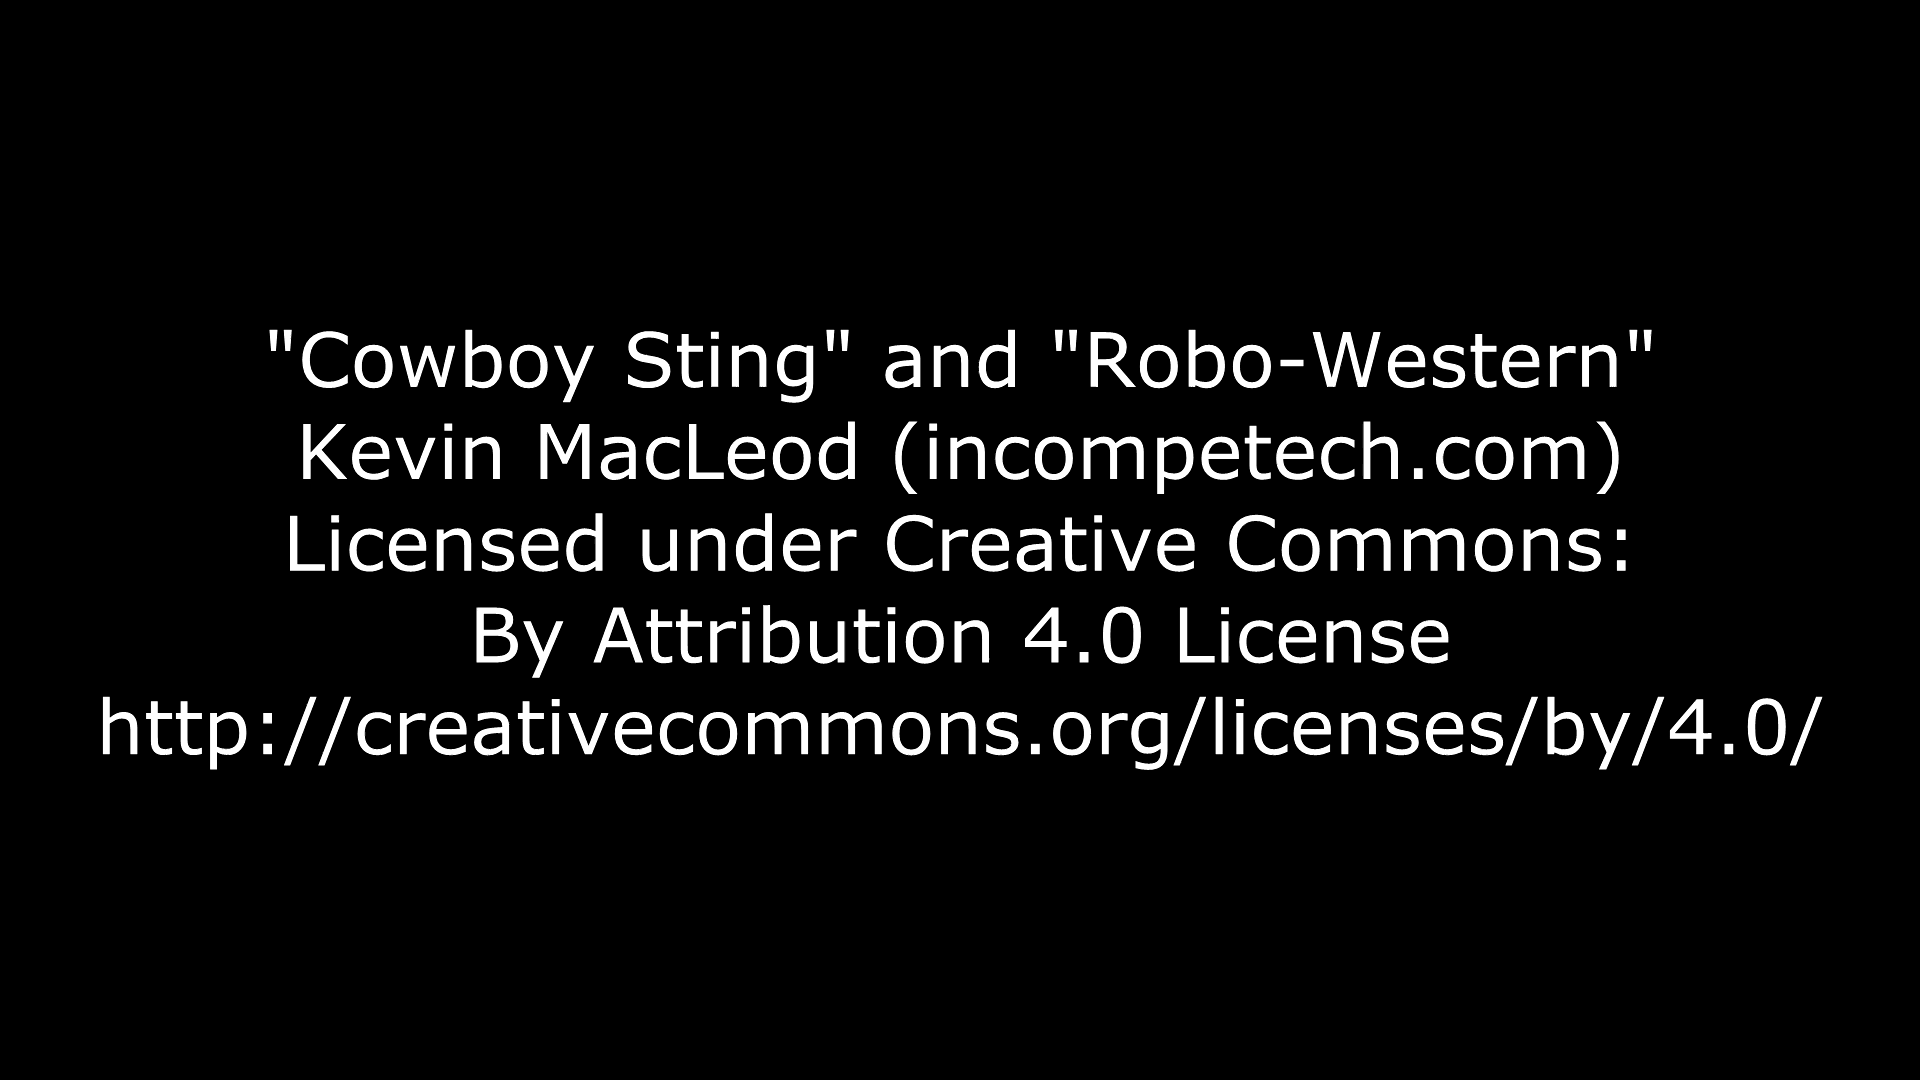 "Cowboy Sting" and "Robo-Western"
Kevin MacLeod (incompetech.com)
Licensed under Creative Commons:
By Attribution 4.0 License
http://creativecommons.org/licenses/by/4.0/